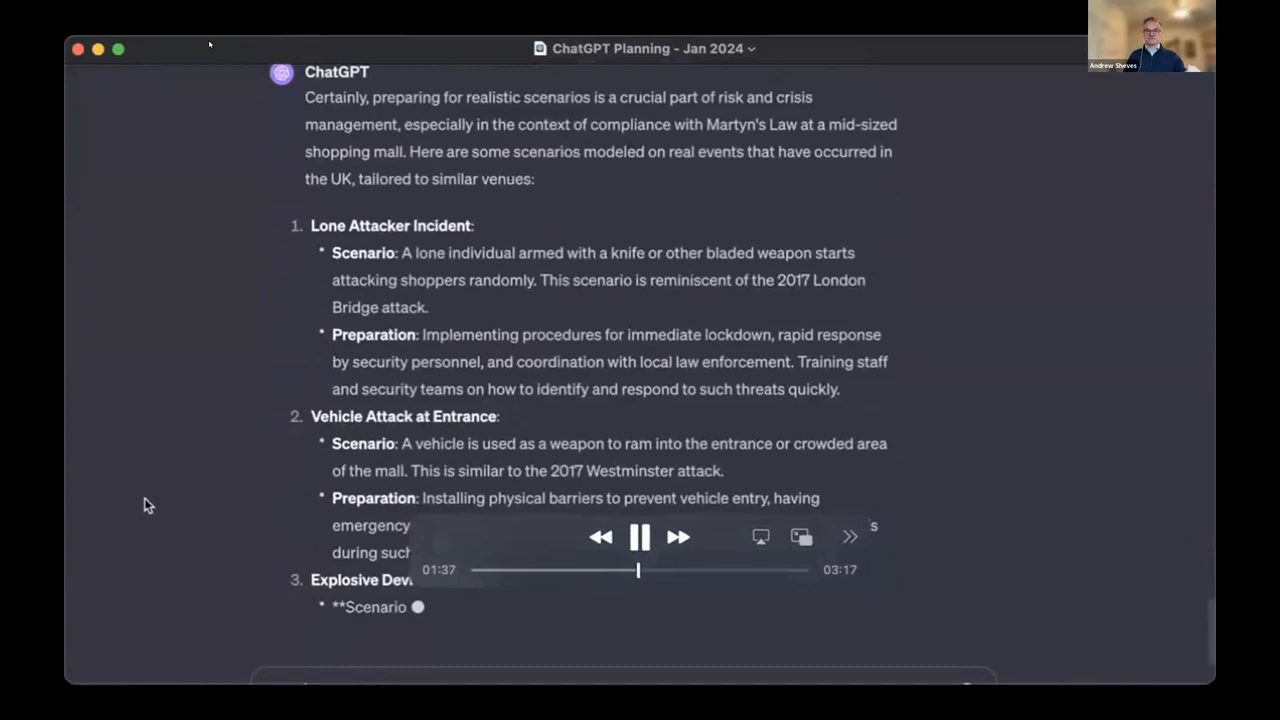 ChatGPT Planning - Jan 2024
Andrew Sheves
ChatGPT
Certainly, preparing for realistic scenarios is a crucial part of risk and crisis
management, especially in the context of compliance with Martyn's Law at a mid-sized
shopping mall. Here are some scenarios modeled on real events that have occurred in
the UK, tailored to similar venues:
1. Lone Attacker Incident:
• Scenario: A lone individual armed with a knife or other bladed weapon starts
attacking shoppers randomly. This scenario is reminiscent of the 2017 London
Bridge attack.
• Preparation: Implementing procedures for immediate lockdown, rapid response
by security personnel, and coordination with local law enforcement. Training staff
and security teams on how to identify and respond to such threats quickly.
2. Vehicle Attack at Entrance:
• Scenario: A vehicle is used as a weapon to ram into the entrance or crowded area
of the mall. This is similar to the 2017 Westminster attack.
• Preparation: Installing physical barriers to prevent vehicle entry, having
emergency s
during such
01:37 03:17
3. Explosive
• **Scenario